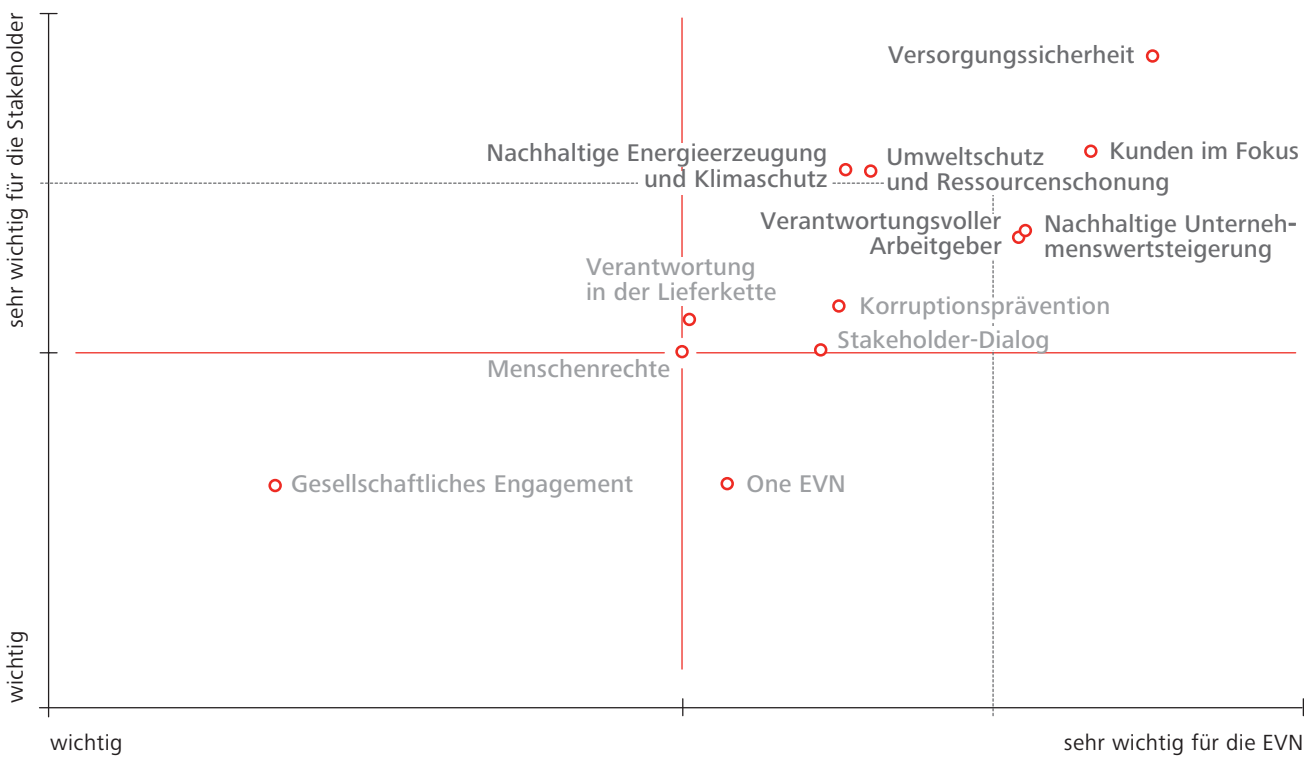 sehr wichtig für die Stakeholder
wichtig
Versorgungssicherheit
Kunden im Fokus
Nachhaltige Energieerzeugung
und Klimaschutz
Umweltschutz
und Ressourcenschonung
Verantwortungsvoller
Arbeitgeber
Nachhaltige Unterneh-
menswertsteigerung
Verantwortung
in der Lieferkette
Korruptionsprävention
Stakeholder-Dialog
Menschenrechte
Gesellschaftliches Engagement
One EVN
wichtig
sehr wichtig für die EVN